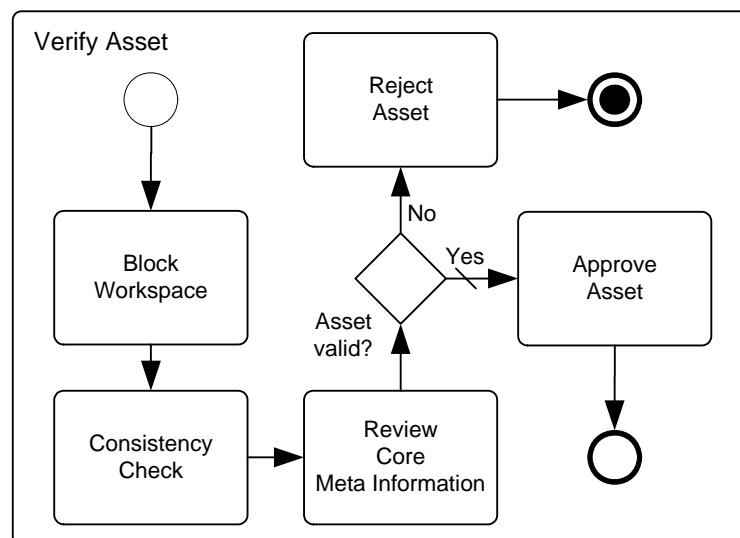 Verify Asset
Reject
Asset
No
Yes
Block
Workspace
Approve
Asset
Asset
valid?
Consistency
Check
Review
Core
Meta Information